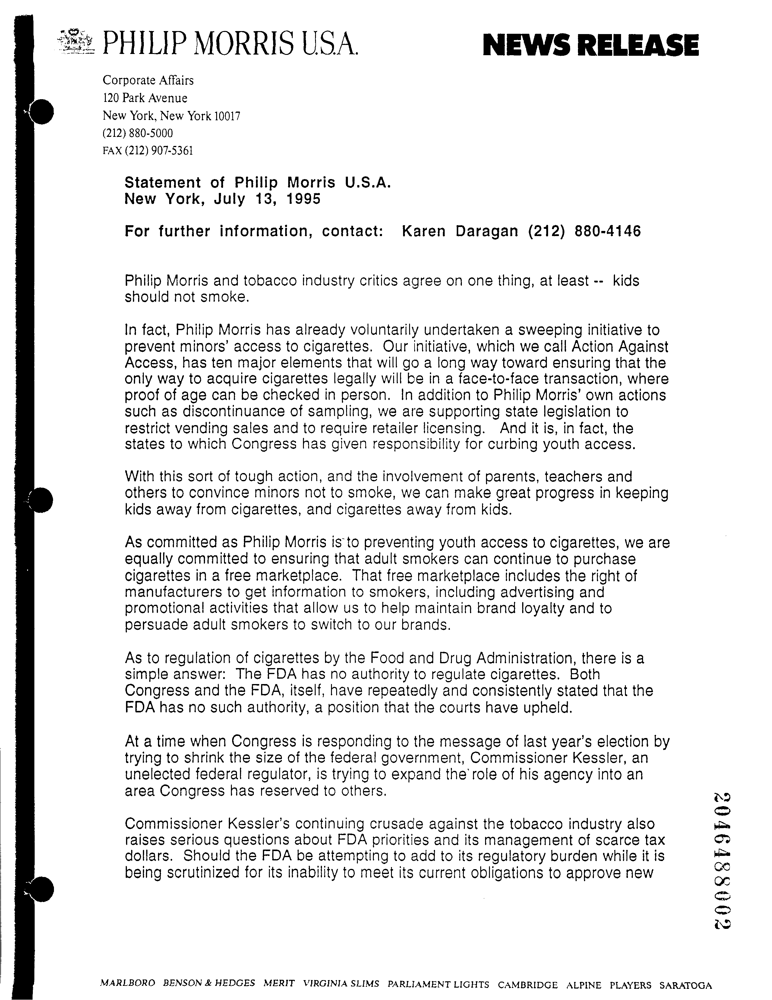 PHILIP MORRIS U.S.A.
NEWS RELEASE
Corporate Affairs
120 Park Avenue
New York, New York 10017
(212) 880-5000
FAX (212) 907-5361
Statement of Philip Morris U.S.A.
New York, July 13, 1995
For further information, contact: Karen Daragan (212) 880-4146
Philip Morris and tobacco industry critics agree on one thing, at least -- kids
should not smoke.
In fact, Philip Morris has already voluntarily undertaken a sweeping initiative to
prevent minors' access to cigarettes. Our initiative, which we call Action Against
Access, has ten major elements that will go a long way toward ensuring that the
only way to acquire cigarettes legally will be in a face-to-face transaction, where
proof of age can be checked in person. In addition to Philip Morris' own actions
such as discontinuance of sampling, we are supporting state legislation to
restrict vending sales and to require retailer licensing. And it is, in fact, the
states to which Congress has given responsibility for curbing youth access.
With this sort of tough action, and the involvement of parents, teachers and
others to convince minors not to smoke, we can make great progress in keeping
kids away from cigarettes, and cigarettes away from kids.
As committed as Philip Morris is to preventing youth access to cigarettes, we are
equally committed to ensuring that adult smokers can continue to purchase
cigarettes in a free marketplace. That free marketplace includes the right of
manufacturers to get information to smokers, including advertising and
promotional activities that allow us to help maintain brand loyalty and to
persuade adult smokers to switch to our brands.
As to regulation of cigarettes by the Food and Drug Administration, there is a
simple answer: The FDA has no authority to regulate cigarettes. Both
Congress and the FDA, itself, have repeatedly and consistently stated that the
FDA has no such authority, a position that the courts have upheld.
At a time when Congress is responding to the message of last year's election by
trying to shrink the size of the federal government, Commissioner Kessler, an
unelected federal regulator, is trying to expand the role of his agency into an
area Congress has reserved to others.
Commissioner Kessler's continuing crusade against the tobacco industry also
raises serious questions about FDA priorities and its management of scarce tax
dollars. Should the FDA be attempting to add to its regulatory burden while it is
being scrutinized for its inability to meet its current obligations to approve new
2046488002
MARLBORO BENSON & HEDGES MERIT VIRGINIA SLIMS PARLIAMENT LIGHTS CAMBRIDGE ALPINE PLAYERS SARATOGA